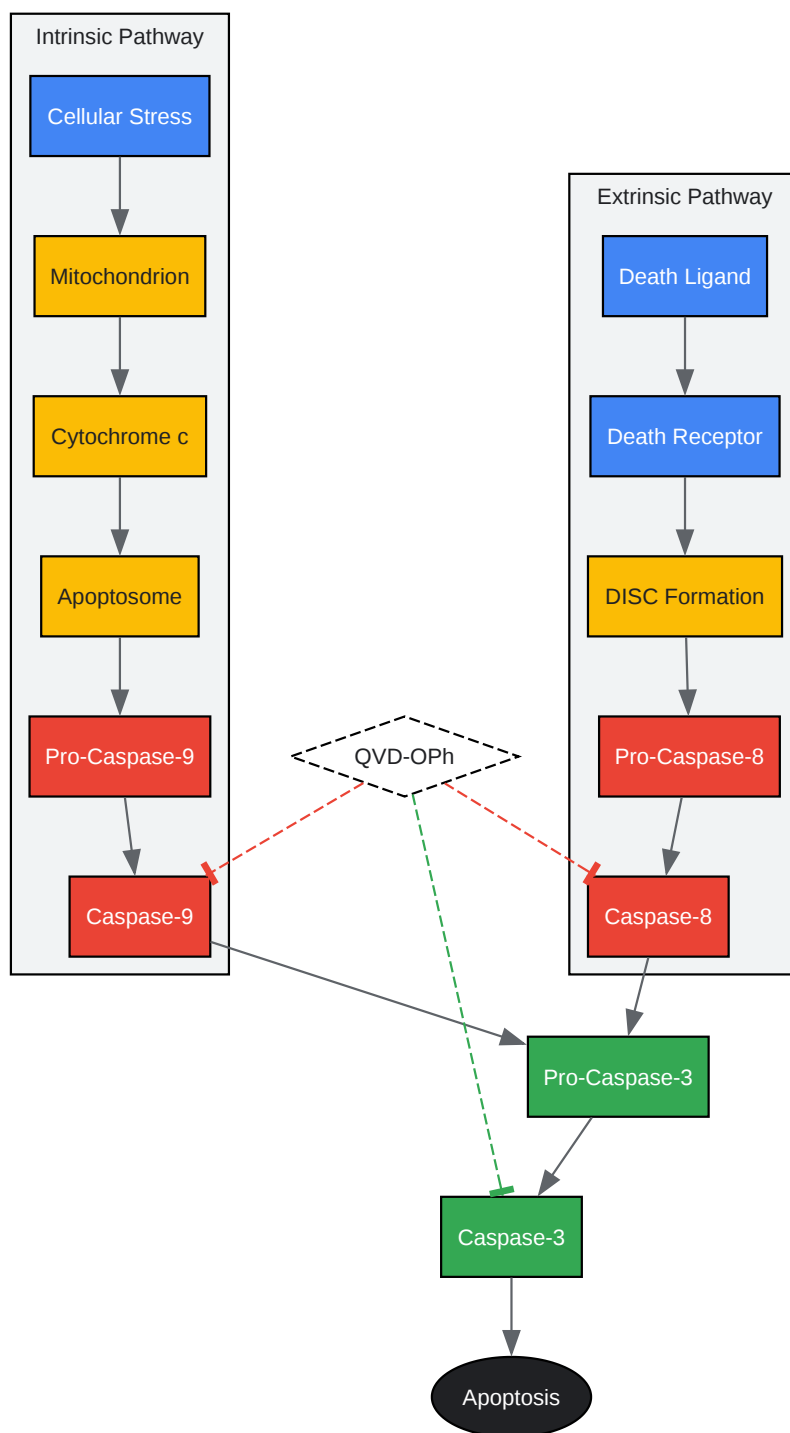 Intrinsic Pathway
Cellular Stress
Mitochondrion
Cytochrome c
Apoptosome
Pro-Caspase-9
Caspase-9
Extrinsic Pathway
Death Ligand
Death Receptor
DISC Formation
Pro-Caspase-8
Caspase-8
QVD-OPh
Pro-Caspase-3
Caspase-3
Apoptosis